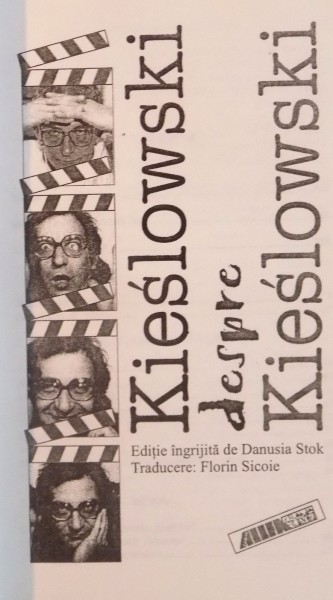 Kieślowski
despre
Kieślowski
Ediție îngrijită de Danusia Stok
Traducere: Florin Sicoie